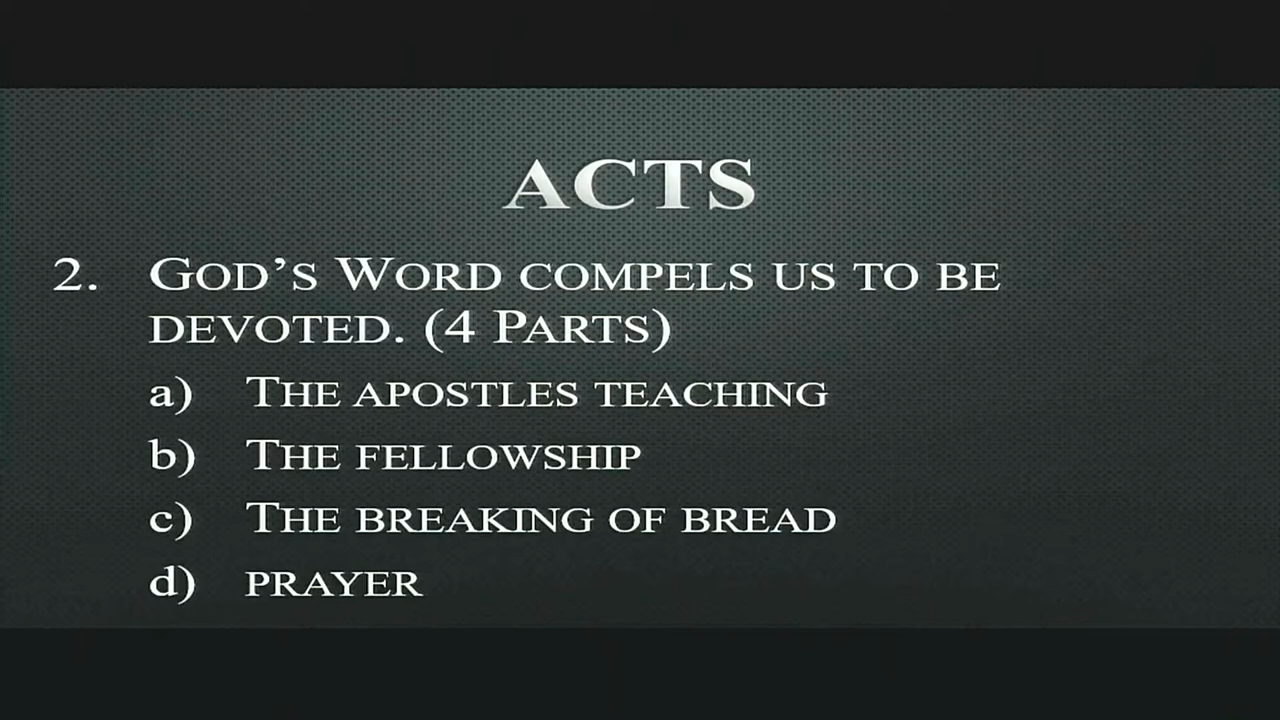 ACTS
2. God's Word compels us to be
devoted. (4 Parts)
a) The apostles teaching
b) The fellowship
c) The breaking of bread
d) prayer